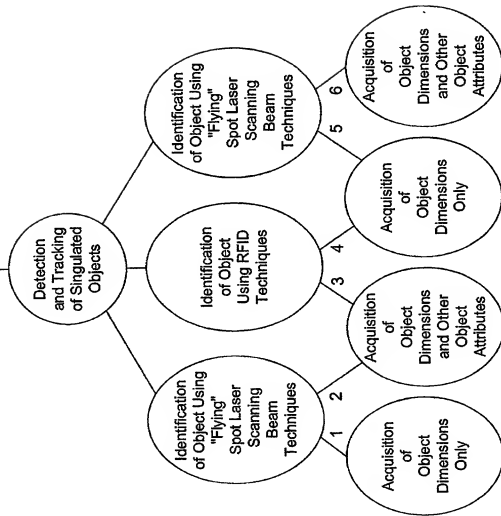 Detection
and Tracking
of Singulated
Objects
Identification
of Object Using
"Flying"
Spot Laser
Scanning
Beam
Techniques
Identification
of Object
Using RFID
Techniques
Identification
of Object Using
"Flying"
Spot Laser
Scanning
Beam
Techniques
1
2
3
4
5
6
Acquisition
of
Object
Dimensions
Only
Acquisition
of
Object
Dimensions
and Other
Object
Attributes
Acquisition
of
Object
Dimensions
Only
Acquisition
of
Object
Dimensions
and Other
Object
Attributes